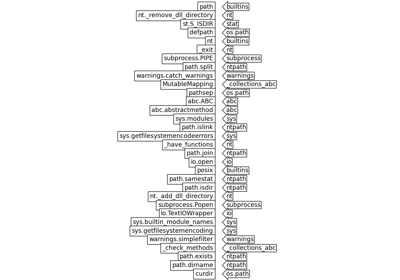 path builtins
nt._remove_dll_directory nt
st.S_ISDIR stat
defpath os.path
nt builtins
_exit nt
subprocess.PIPE subprocess
path.split ntpath
warnings.catch_warnings warnings
MutableMapping _collections_abc
pathsep os.path
abc.ABC abc
abc.abstractmethod abc
sys.modules sys
path.islink ntpath
sys.getfilesystemencodeerrors sys
_have_functions nt
path.join ntpath
io.open io
posix builtins
path.samestat ntpath
path.isdir ntpath
nt._add_dll_directory nt
subprocess.Popen subprocess
io.TextIOWrapper io
sys.builtin_module_names sys
sys.getfilesystemencoding sys
warnings.simplefilter warnings
_check_methods _collections_abc
path.exists ntpath
path.dirname ntpath
curdir os.path